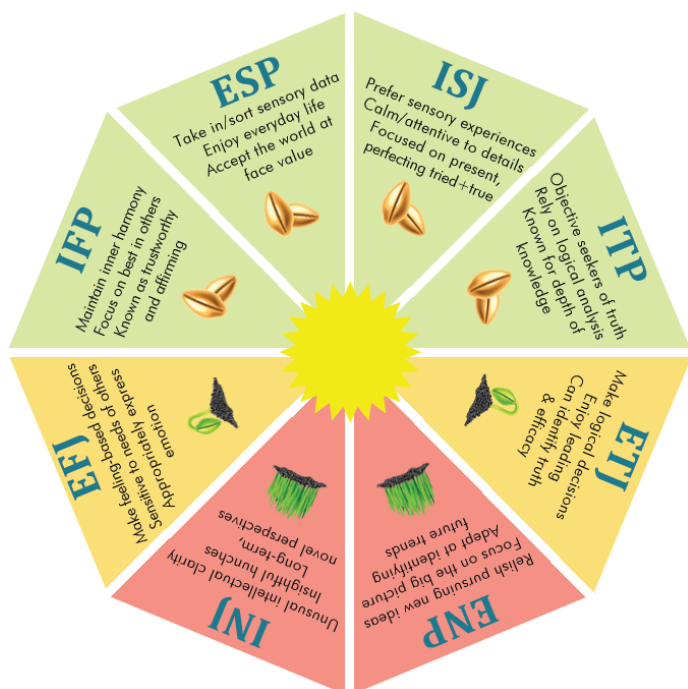 ESP
Take in/sort sensory data
Enjoy everyday life
Accept the world at
face value
ISJ
Prefer sensory experiences
Calm/attentive to details
Focused on present,
perfecting tried+true
ITP
Objective seekers of truth
Rely on logical analysis
Known for depth of
knowledge
ETJ
Make logical decisions
Enjoy leading
Can identify truth
& efficacy
ENP
Relish pursuing new ideas
Focus on the big picture
Adept at identifying
future trends
INJ
Unusual intellectual clarity
Insightful hunches
Long-term,
novel perspectives
EFJ
Make feeling-based decisions
Sensitive to needs of others
Appropriately express
emotion
IFP
Maintain inner harmony
Focus on best in others
Known as trustworthy
and affirming